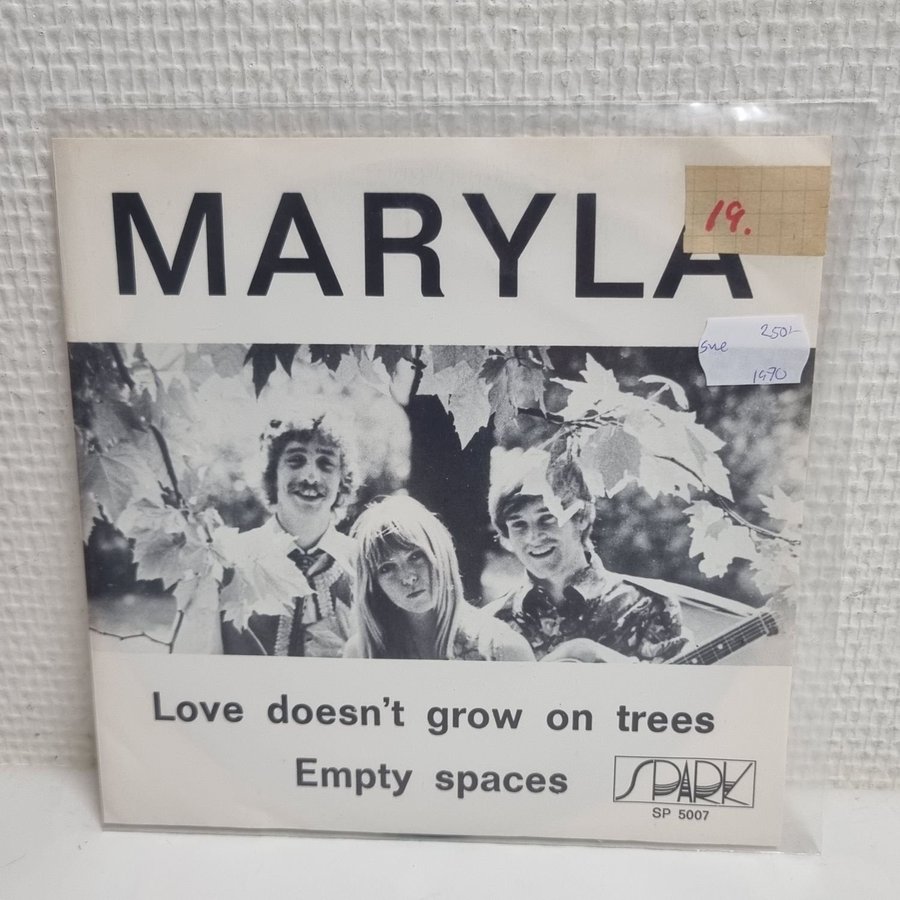 MARYLA
19.
250:-
sve
1970
Love doesn't grow on trees
Empty spaces
SPARK
SP 5007